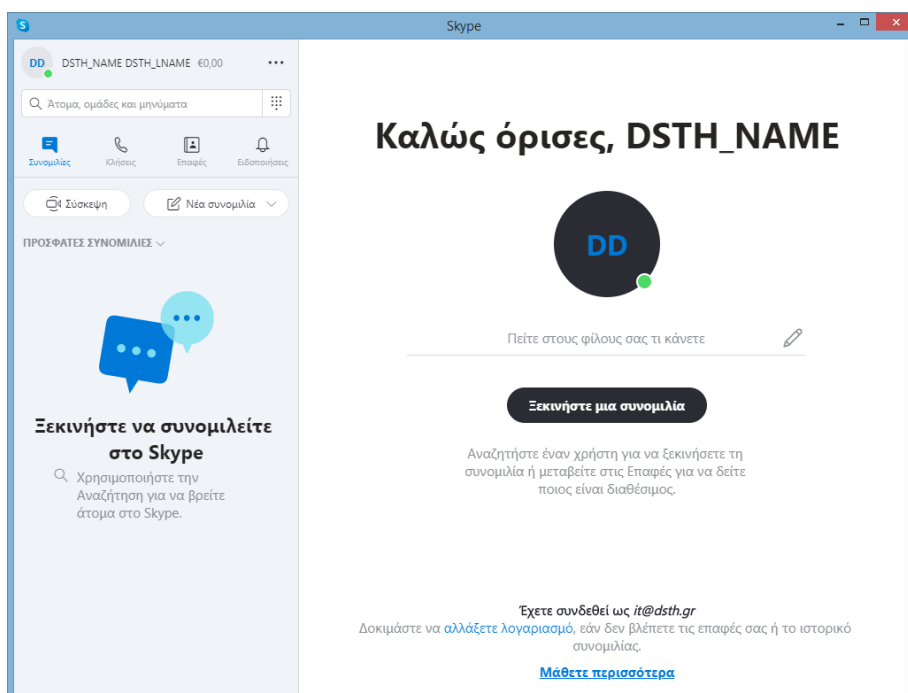 Skype
DD DSTH_NAME DSTH_LNAME €0,00
Άτομα, ομάδες και μηνύματα
Συνομιλίες Κλήσεις Επαφές Ειδοποιήσεις
Σύσκεψη Νέα συνομιλία
ΠΡΟΣΦΑΤΕΣ ΣΥΝΟΜΙΛΙΕΣ
Ξεκινήστε να συνομιλείτε
στο Skype
Χρησιμοποιήστε την
Αναζήτηση για να βρείτε
άτομα στο Skype.
Καλώς όρισες, DSTH_NAME
DD
Πείτε στους φίλους σας τι κάνετε
Ξεκινήστε μια συνομιλία
Αναζητήστε έναν χρήστη για να ξεκινήσετε τη
συνομιλία ή μεταβείτε στις Επαφές για να δείτε
ποιος είναι διαθέσιμος.
Έχετε συνδεθεί ως it@dsth.gr
Δοκιμάστε να αλλάξετε λογαριασμό, εάν δεν βλέπετε τις επαφές σας ή το ιστορικό
συνομιλίας.
Μάθετε περισσότερα